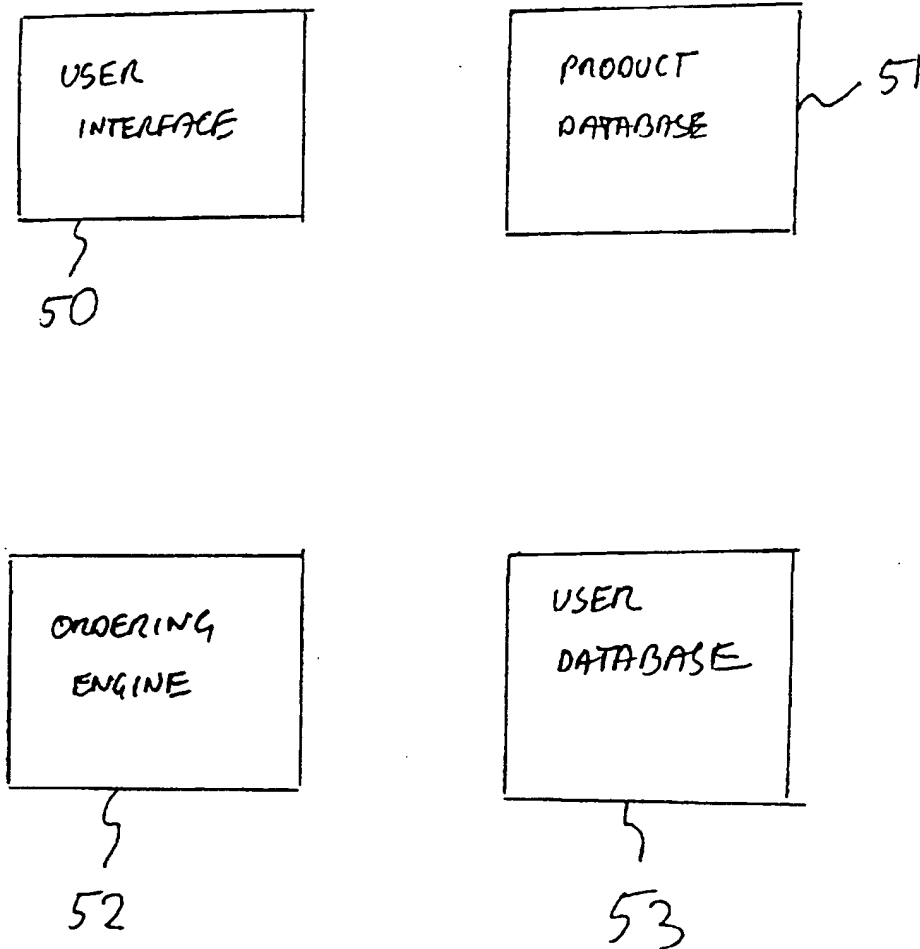 USER
INTERFACE
50
PRODUCT
DATABASE
51
ORDERING
ENGINE
52
USER
DATABASE
53